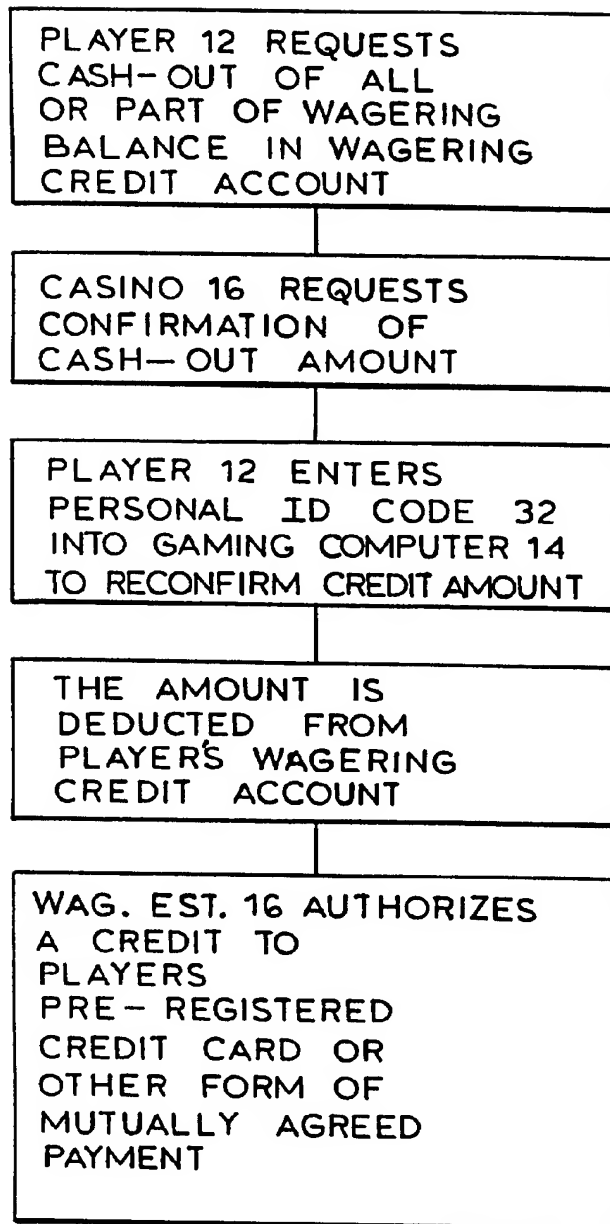 PLAYER 12 REQUESTS
CASH-OUT OF ALL
OR PART OF WAGERING
BALANCE IN WAGERING
CREDIT ACCOUNT
CASINO 16 REQUESTS
CONFIRMATION OF
CASH-OUT AMOUNT
PLAYER 12 ENTERS
PERSONAL ID CODE 32
INTO GAMING COMPUTER 14
TO RECONFIRM CREDIT AMOUNT
THE AMOUNT IS
DEDUCTED FROM
PLAYER'S WAGERING
CREDIT ACCOUNT
WAG. EST. 16 AUTHORIZES
A CREDIT TO
PLAYERS
PRE-REGISTERED
CREDIT CARD OR
OTHER FORM OF
MUTUALLY AGREED
PAYMENT